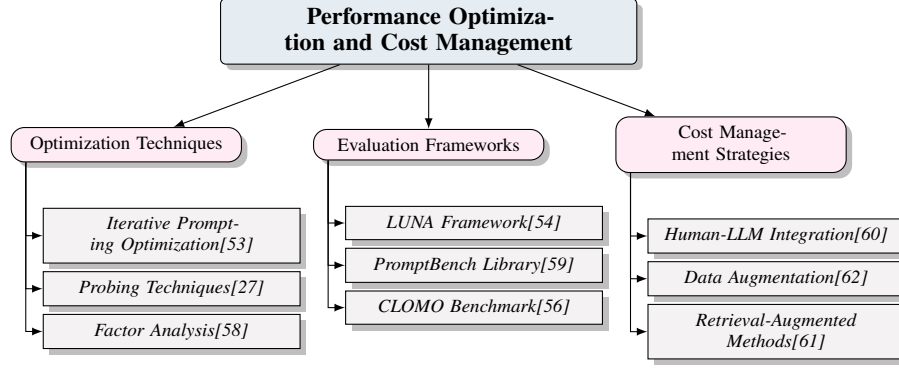 Performance Optimiza-
tion and Cost Management
Optimization Techniques
Iterative Prompt-
ing Optimization[53]
Probing Techniques[27]
Factor Analysis[58]
Evaluation Frameworks
LUNA Framework[54]
PromptBench Library[59]
CLOMO Benchmark[56]
Cost Manage-
ment Strategies
Human-LLM Integration[60]
Data Augmentation[62]
Retrieval-Augmented
Methods[61]